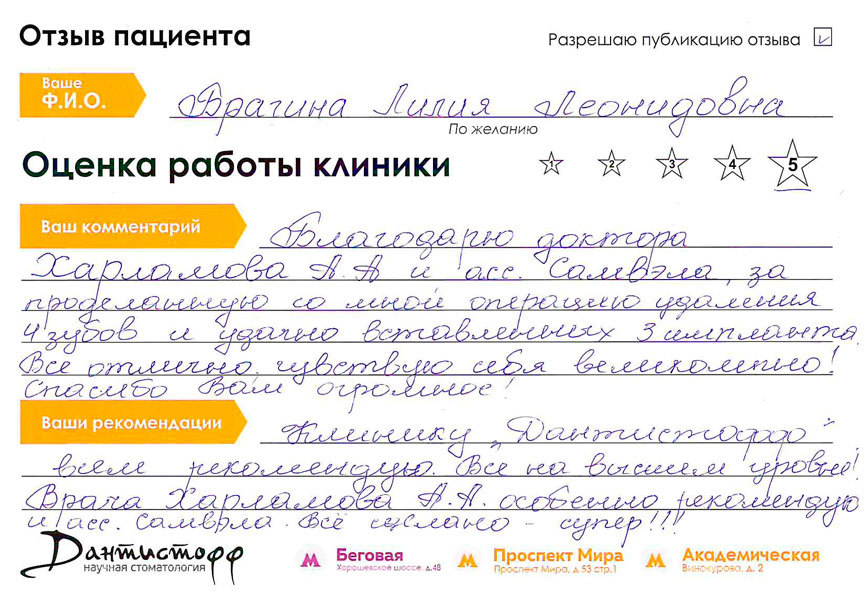 Отзыв пациента
Разрешаю публикацию отзыва
Ваше
Ф.И.О.
Врагина Лилия Леонидовна
По желанию
Оценка работы клиники
1 2 3 4 5
Ваш комментарий
Благодарю доктора
Харламова А.А и асс. Самвэла, за
проделанную со мной операцию удаления
4 зубов и удачно вставленных 3 импланта.
Всё отлично, чувствую себя великолепно!
Спасибо Вам огромное!
Ваши рекомендации
Клинику „Дантистофф"
всем рекомендую. Все на высшем уровне!
Врача Харламова А.А. особенно рекомендую
и асс. Самвэла. Всё сделано - супер!!!
Дантистофф
научная стоматология
Беговая
Хорошевское шоссе, д.48
Проспект Мира
Проспект Мира, д.53 стр.1
Академическая
Винокурова, д. 2